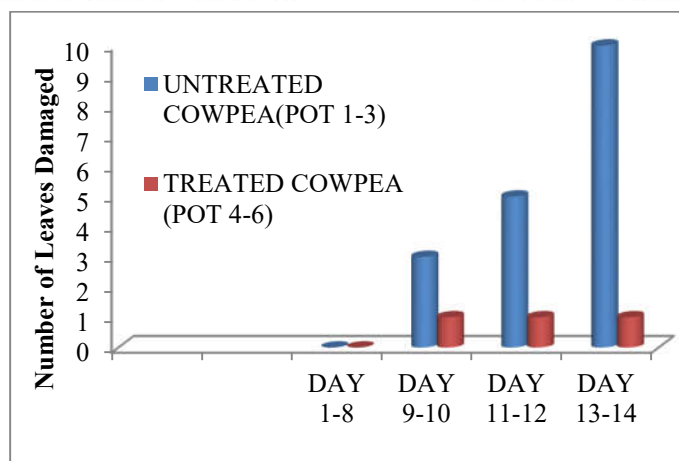 Number of Leaves Damaged
10
9
8
7
6
5
4
3
2
1
0
UNTREATED
COWPEA(POT 1-3)
TREATED COWPEA
(POT 4-6)
DAY
1-8
DAY
9-10
DAY
11-12
DAY
13-14